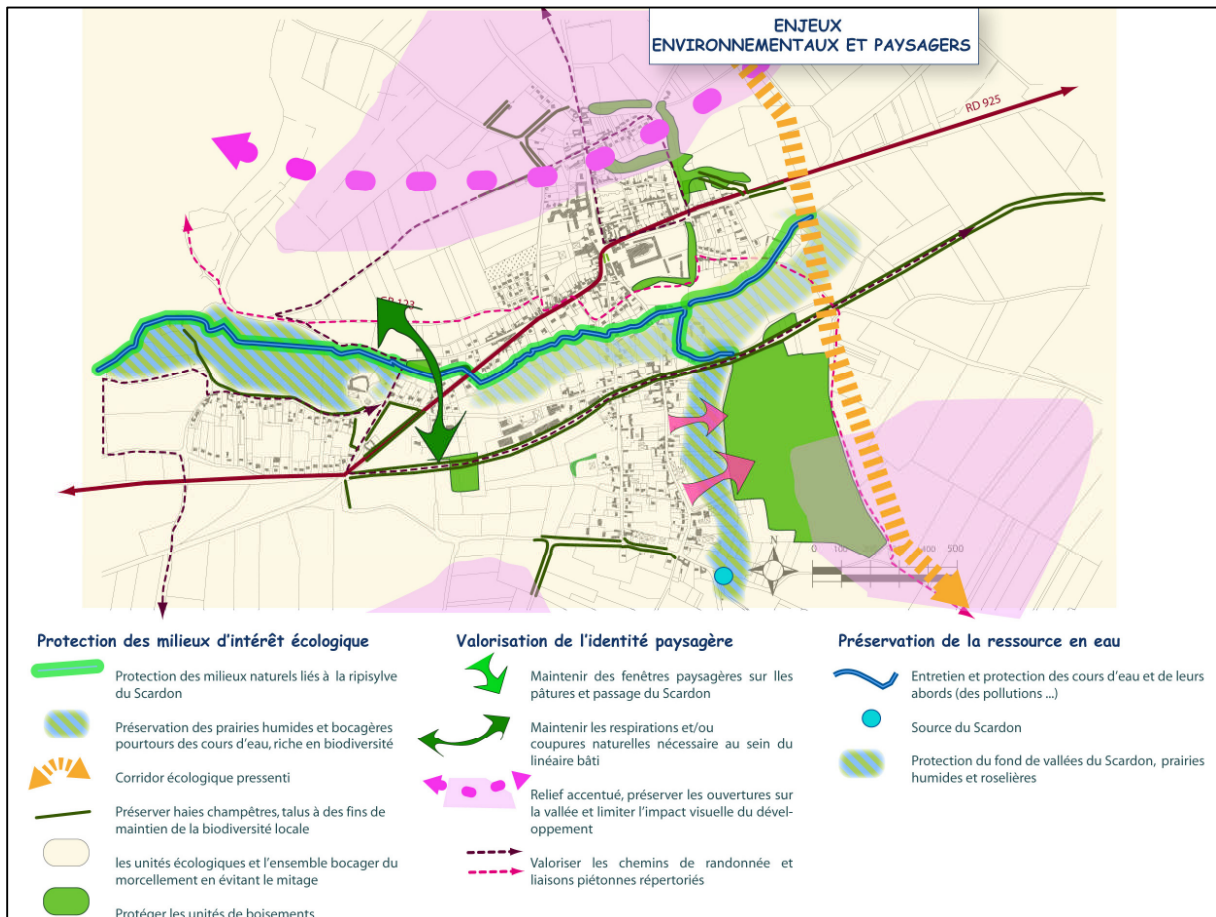 ENJEUX
ENVIRONNEMENTAUX ET PAYSAGERS
RD 925
123
N
0
400
500
Protection des milieux d'intérêt écologique
Protection des milieux naturels liés à la ripisylve
du Scardon
Préservation des prairies humides et bocagères
pourtours des cours d'eau, riche en biodiversité
Corridor écologique pressenti
Préserver haies champêtres, talus à des fins de
maintien de la biodiversité locale
les unités écologiques et l'ensemble bocager du
morcellement en évitant le mitage
Protéger les unités de boisements
Valorisation de l'identité paysagère
Maintenir des fenêtres paysagères sur lles
pâtures et passage du Scardon
Maintenir les respirations et/ou
coupures naturelles nécessaire au sein du
linéaire bâti
Relief accentué, préserver les ouvertures sur
la vallée et limiter l'impact visuelle du dével-
oppement
Valoriser les chemins de randonnée et
liaisons piétonnes répertoriés
Préservation de la ressource en eau
Entretien et protection des cours d'eau et de leurs
abords (des pollutions ...)
Source du Scardon
Protection du fond de vallées du Scardon, prairies
humides et roselières